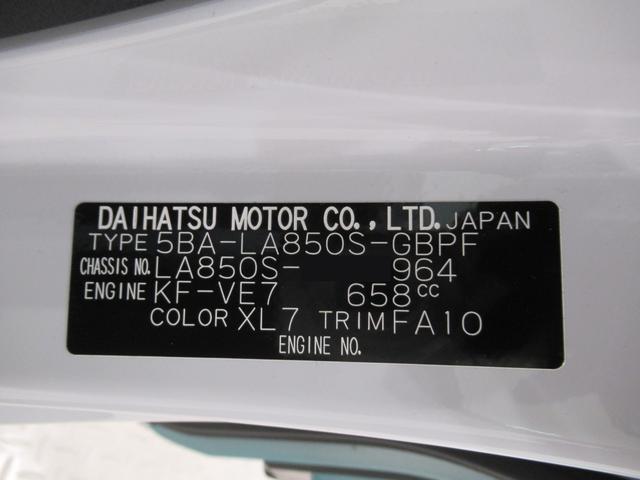 DAIHATSU MOTOR CO., LTD. JAPAN
TYPE 5BA-LA850S-GBPF
CHASSIS NO. LA850S- 964
ENGINE KF-VE7 658cc
COLOR XL7 TRIM FA10
ENGINE NO.